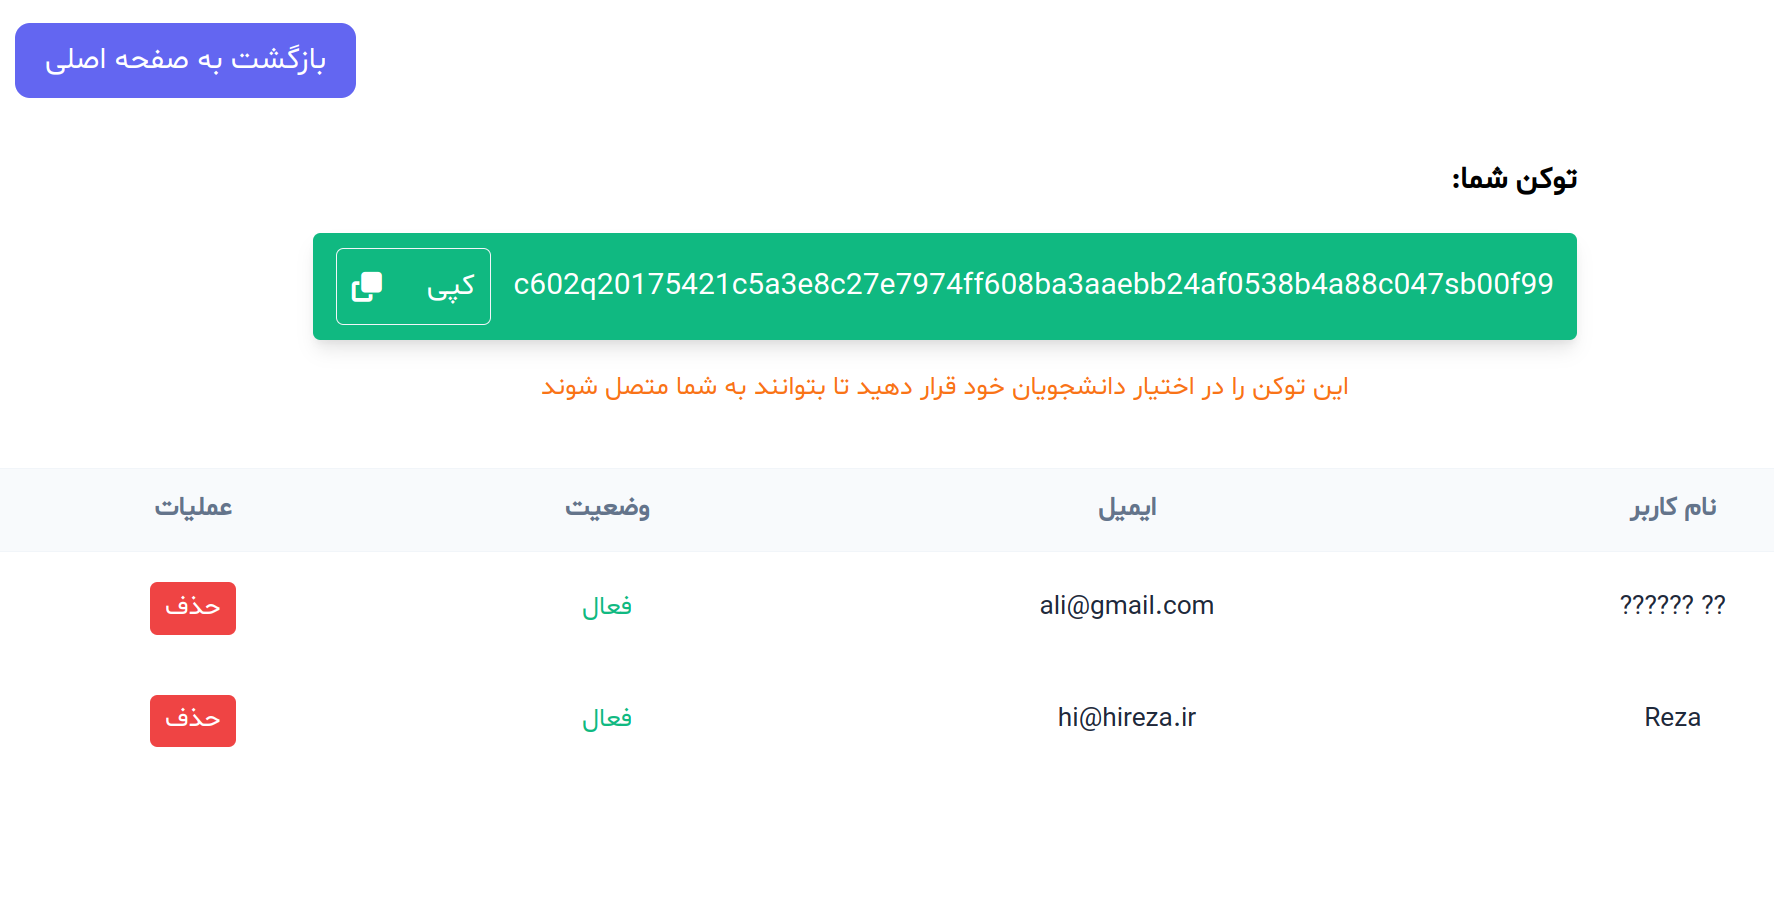 بازگشت به صفحه اصلی
توکن شما:
c602q20175421c5a3e8c27e7974ff608ba3aaebb24af0538b4a88c047sb00f99 کپی
این توکن را در اختیار دانشجویان خود قرار دهید تا بتوانند به شما متصل شوند
نام کاربر ایمیل وضعیت عملیات
?? ?????? ali@gmail.com فعال حذف
Reza hi@hireza.ir فعال حذف